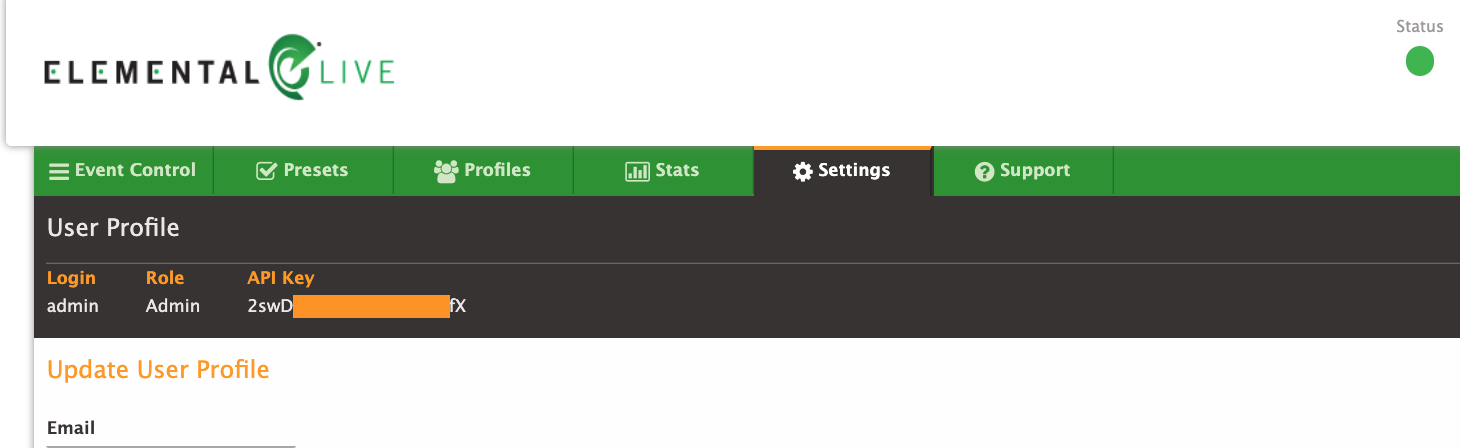 Status
ELEMENTAL LIVE
Event Control Presets Profiles Stats Settings Support
User Profile
Login Role API Key
admin Admin 2swD fX
Update User Profile
Email